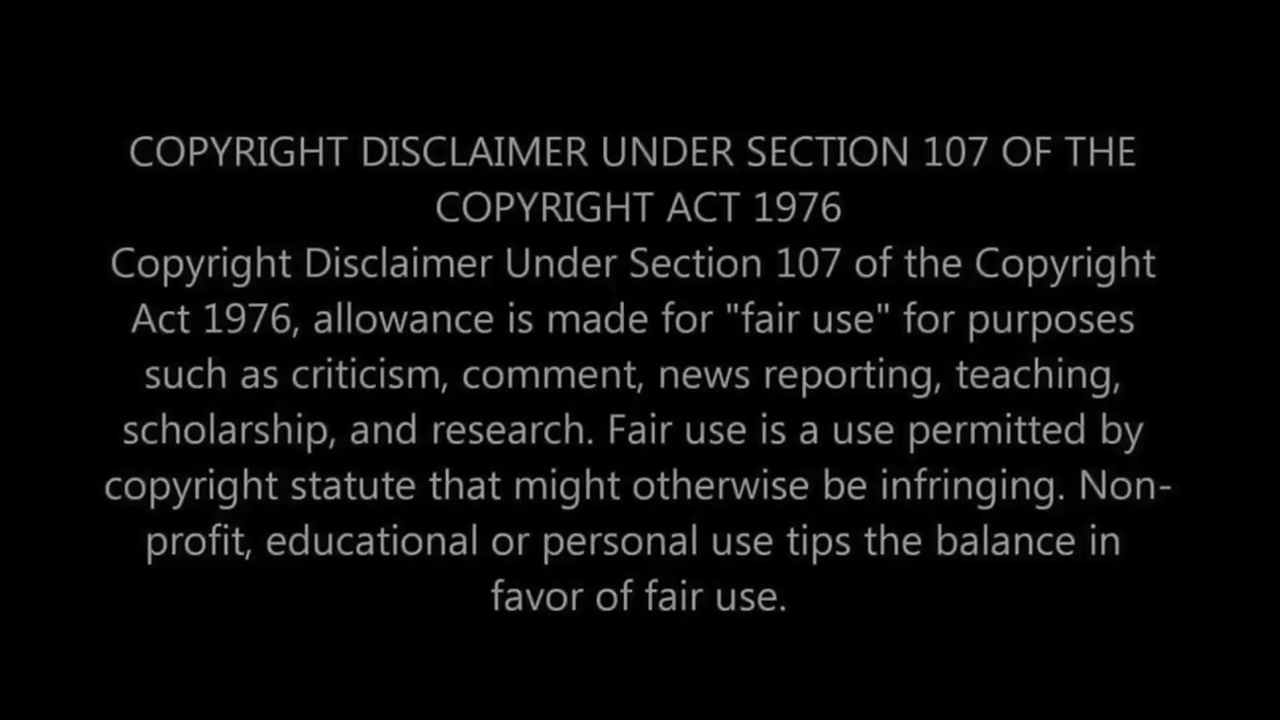 COPYRIGHT DISCLAIMER UNDER SECTION 107 OF THE
COPYRIGHT ACT 1976
Copyright Disclaimer Under Section 107 of the Copyright
Act 1976, allowance is made for "fair use" for purposes
such as criticism, comment, news reporting, teaching,
scholarship, and research. Fair use is a use permitted by
copyright statute that might otherwise be infringing. Non-
profit, educational or personal use tips the balance in
favor of fair use.